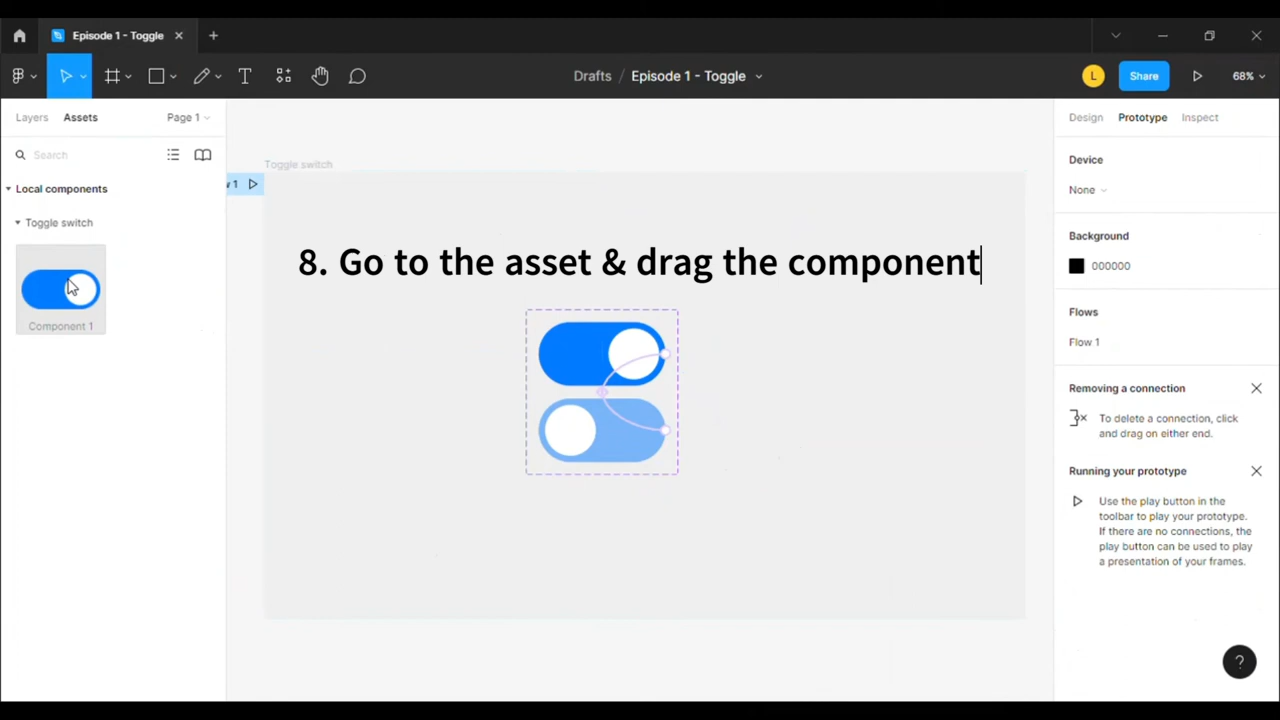 Episode 1 - Toggle
Drafts / Episode 1 - Toggle
L
Share
68%
Layers
Assets
Page 1
Search
Local components
Toggle switch
Component 1
Toggle switch
1
8. Go to the asset & drag the component
Design
Prototype
Inspect
Device
None
Background
000000
Flows
Flow 1
Removing a connection
To delete a connection, click
and drag on either end.
Running your prototype
Use the play button in the
toolbar to play your prototype.
If there are no connections, the
play button can be used to play
a presentation of your frames.
?